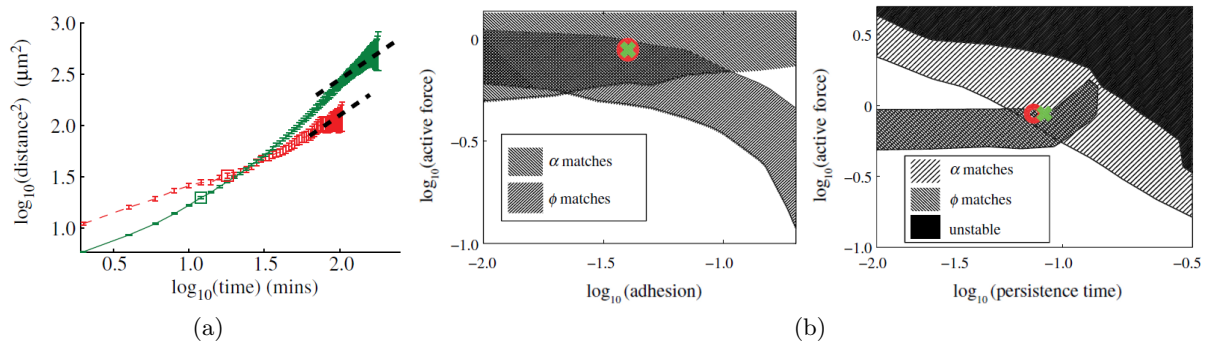 3.0
2.5
2.0
1.5
1.0
log10(distance²) (μm²)
0.5 1.0 1.5 2.0
log10(time) (mins)
(a)
0
−0.5
−1.0
log10(active force)
α matches
ϕ matches
−2.0 −1.5 −1.0
log10(adhesion)
0.5
0
−0.5
−1.0
log10(active force)
α matches
ϕ matches
unstable
−2.0 −1.5 −1.0 −0.5
log10(persistence time)
(b)